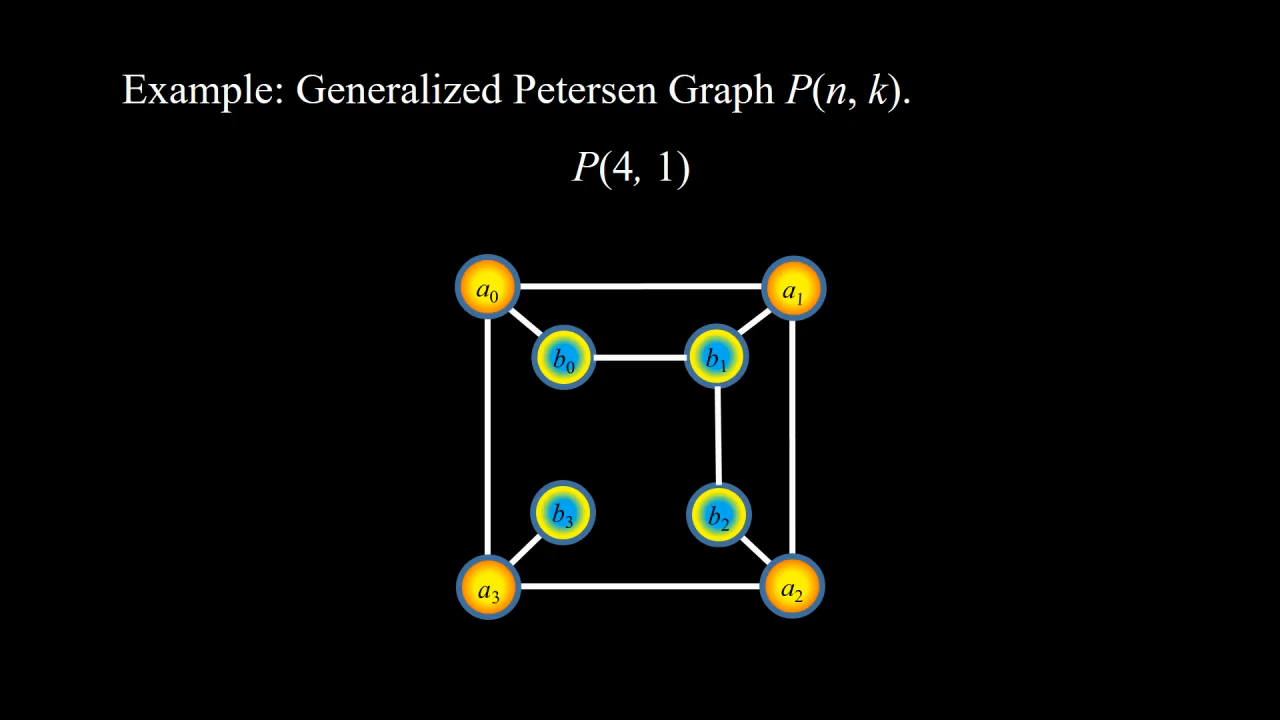 Example: Generalized Petersen Graph P(n, k).
P(4, 1)
a₀
a₁
b₀
b₁
b₃
b₂
a₃
a₂